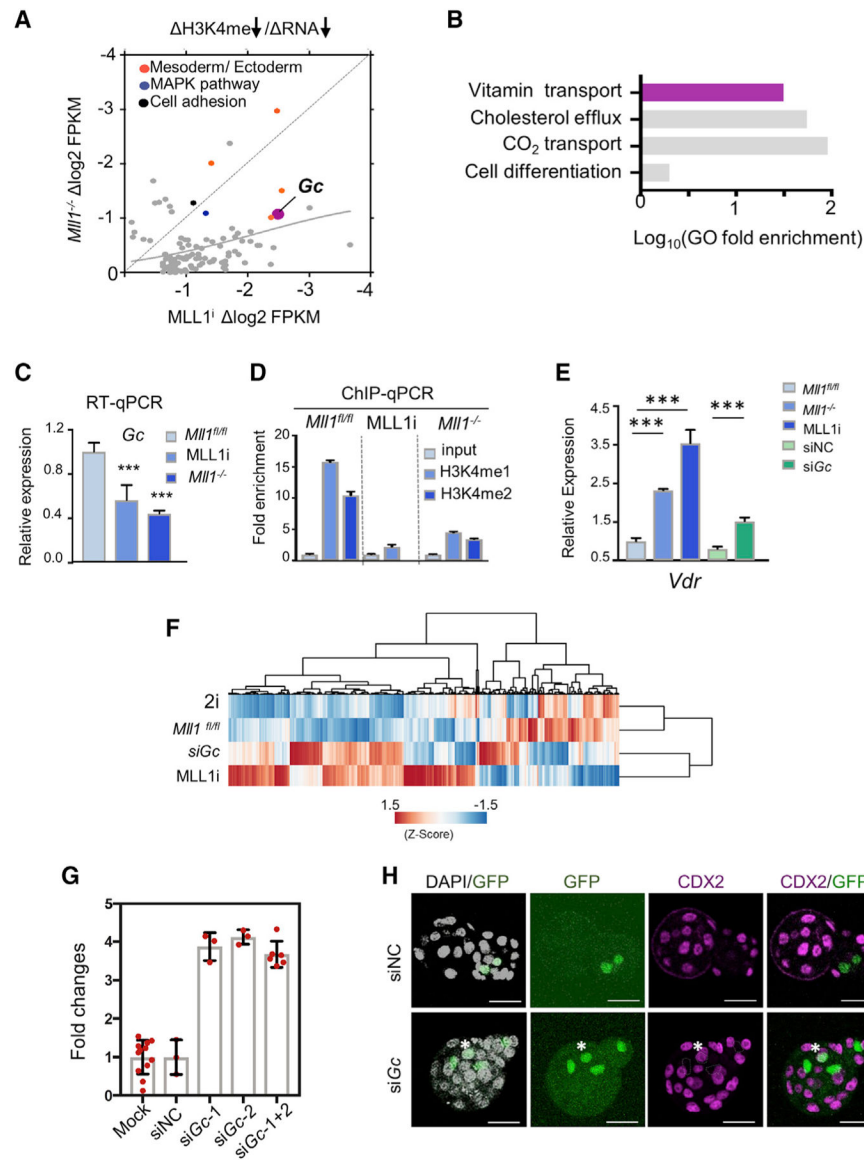 A
ΔH3K4me↓/ΔRNA↓
Mesoderm/ Ectoderm
MAPK pathway
Cell adhesion
Gc
-4
-3
-2
-1
0
-1
-2
-3
-4
Mll1-/- Δlog2 FPKM
MLL1i Δlog2 FPKM
B
Vitamin transport
Cholesterol efflux
CO2 transport
Cell differentiation
0
1
2
Log10(GO fold enrichment)
C
RT-qPCR
Gc
Relative expression
1.2
0.8
0.4
0.0
***
***
Mll1fl/fl
MLL1i
Mll1-/-
D
ChIP-qPCR
Mll1fl/fl
MLL1i
Mll1-/-
Fold enrichment
20
15
10
5
0
input
H3K4me1
H3K4me2
E
Relative Expression
4.5
3.5
2.5
1.5
0.5
***
***
***
Vdr
Mll1fl/fl
Mll1-/-
MLL1i
siNC
siGc
F
2i
Mll1 fl/fl
siGc
MLL1i
1.5
-1.5
(Z-Score)
G
Fold changes
5
4
3
2
1
0
Mock
siNC
siGc-1
siGc-2
siGc-1+2
H
DAPI/GFP
GFP
CDX2
CDX2/GFP
siNC
siGc
*
*
*
*